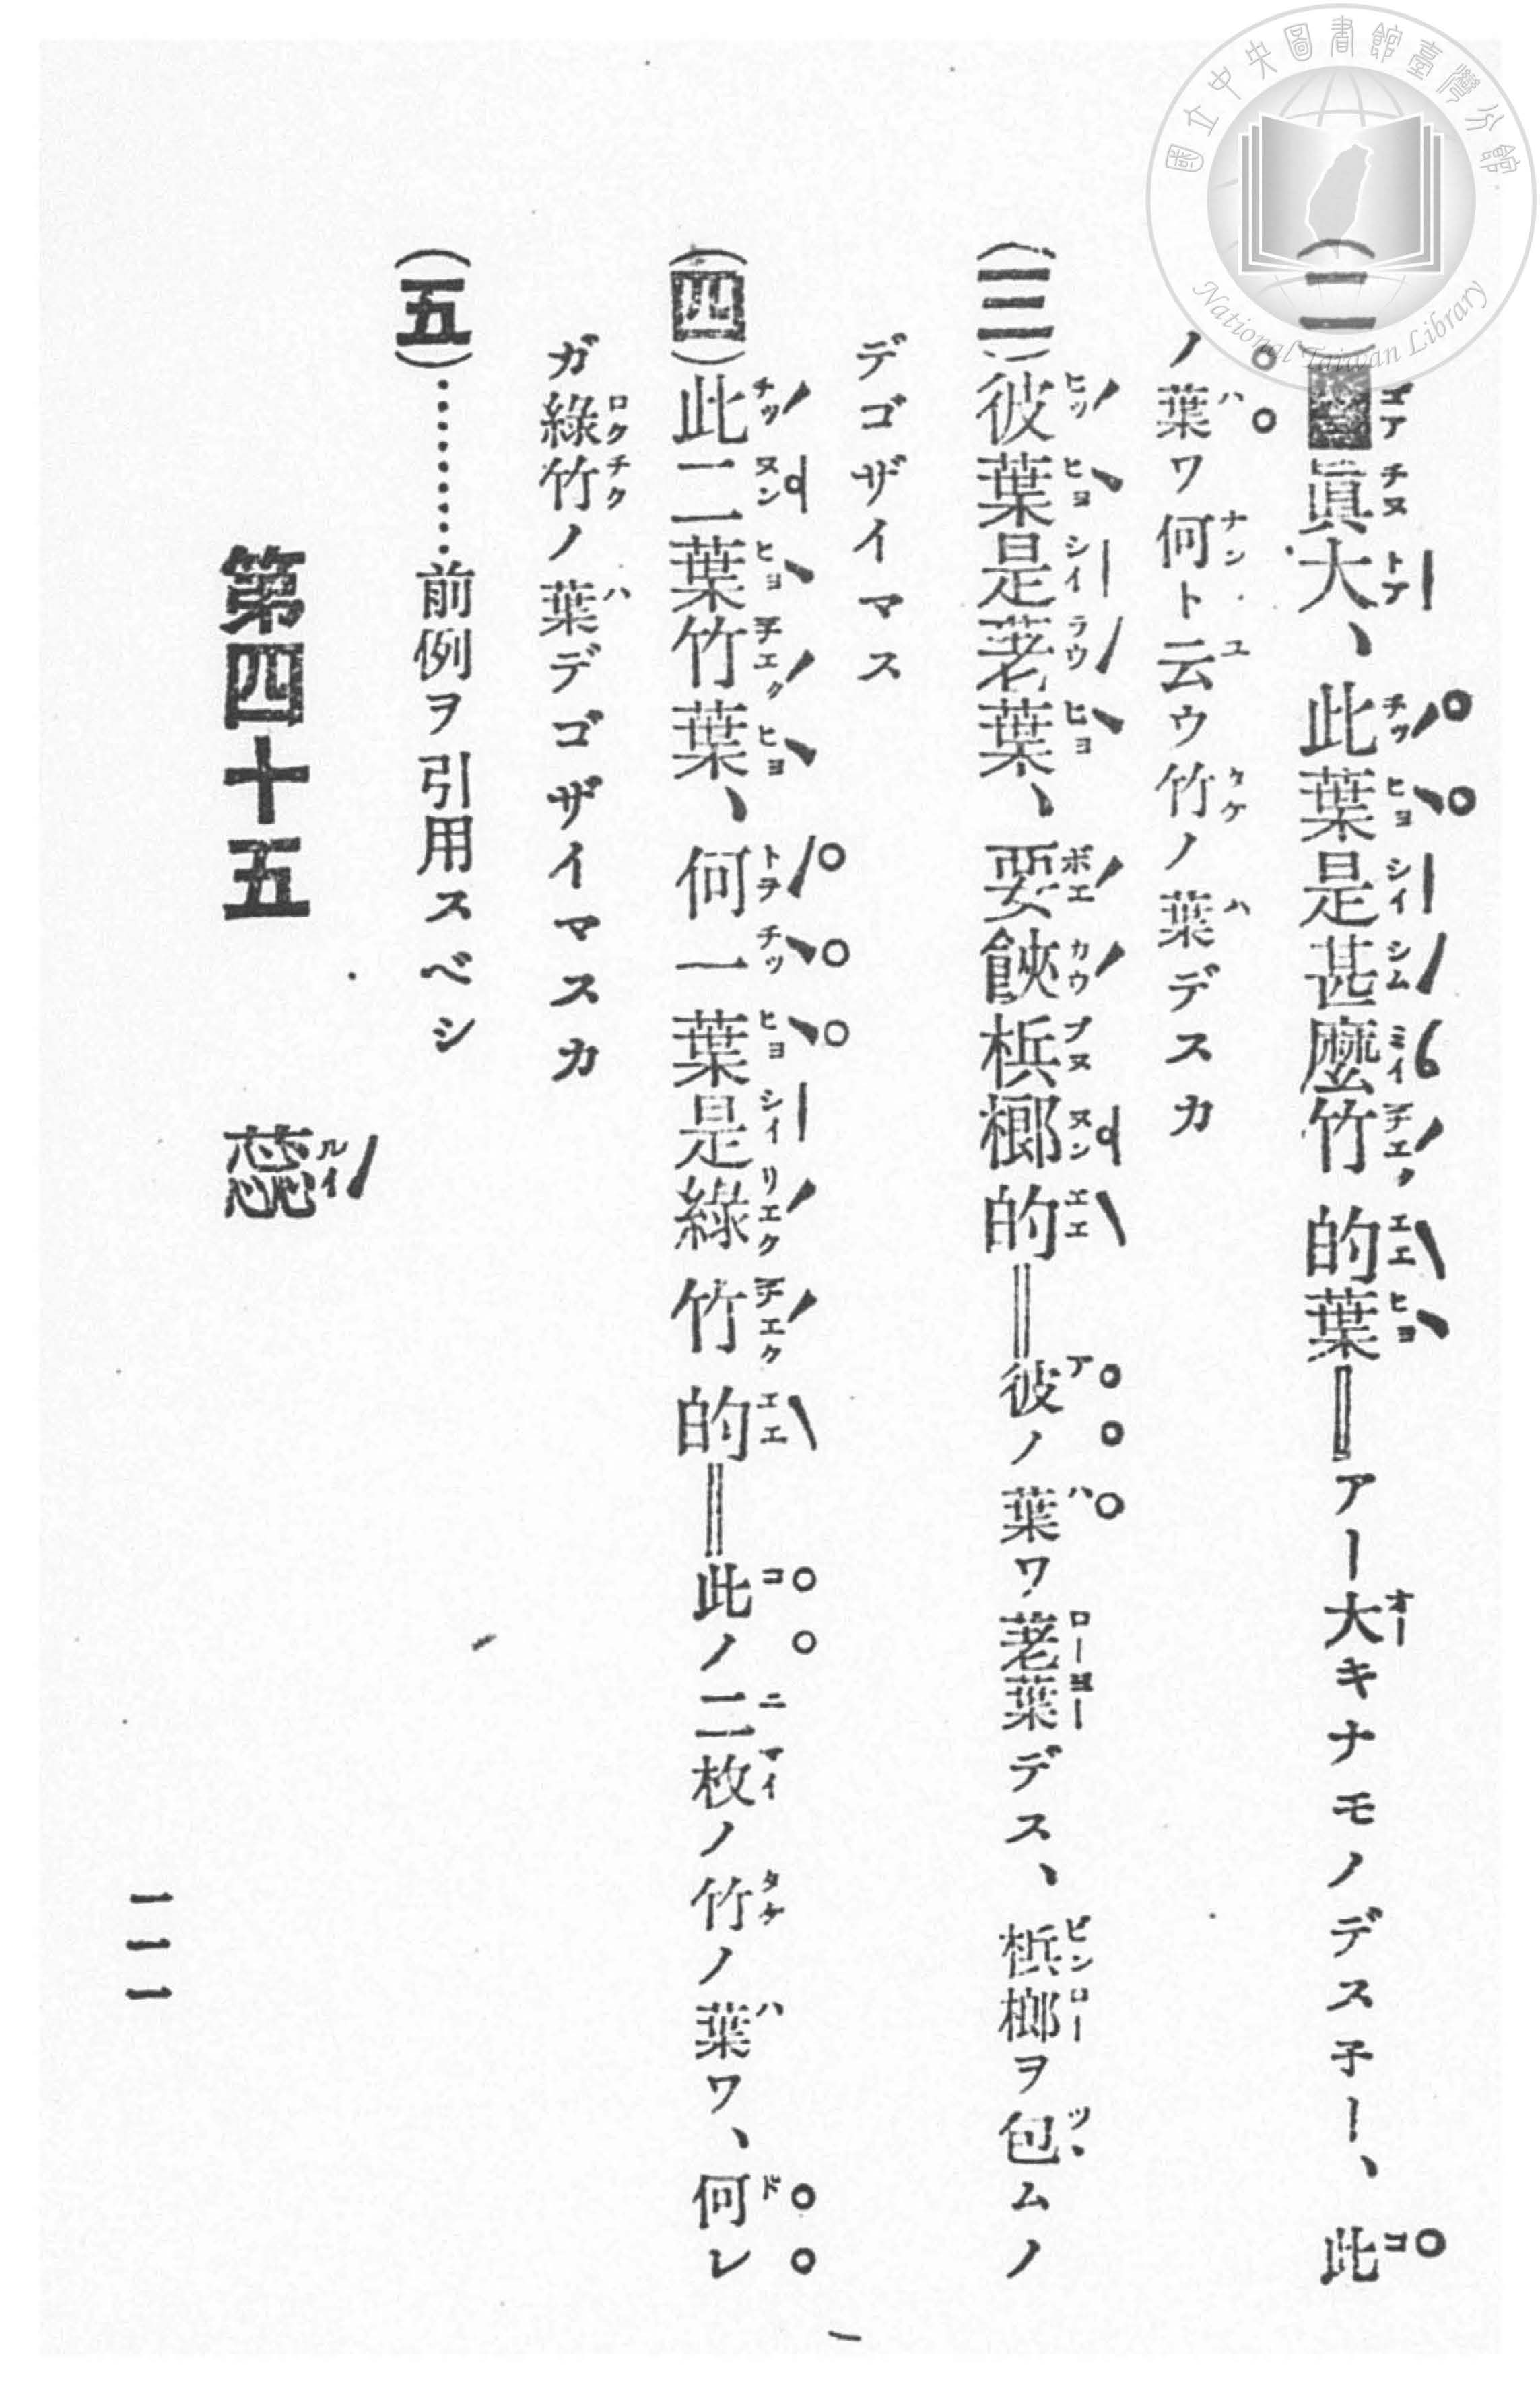 國立中央圖書館臺灣分館
National Taiwan Library
(二)眞大、此葉是甚麼竹的葉＝アー大キナモノデス子ー、此
ノ葉ワ何ト云ウ竹ノ葉デスカ
(三)彼葉是荖葉、要餄梹榔的＝彼ノ葉ワ荖葉デス、梹榔ヲ包ムノ
デゴザイマス
(四)此二葉竹葉、何一葉是綠竹的＝此ノ二枚ノ竹ノ葉ワ、何レ
ガ綠竹ノ葉デゴザイマスカ
(五)………前例ヲ引用スベシ
第四十五 蕊
一一一